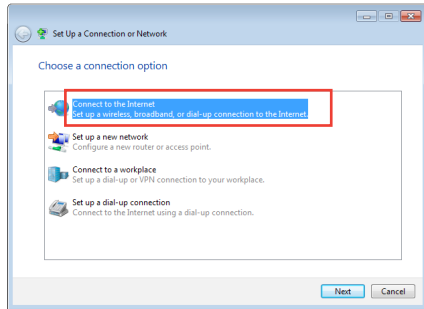 Set Up a Connection or Network
Choose a connection option
Connect to the Internet
Set up a wireless, broadband, or dial-up connection to the Internet.
Set up a new network
Configure a new router or access point.
Connect to a workplace
Set up a dial-up or VPN connection to your workplace.
Set up a dial-up connection
Connect to the Internet using a dial-up connection.
Next Cancel